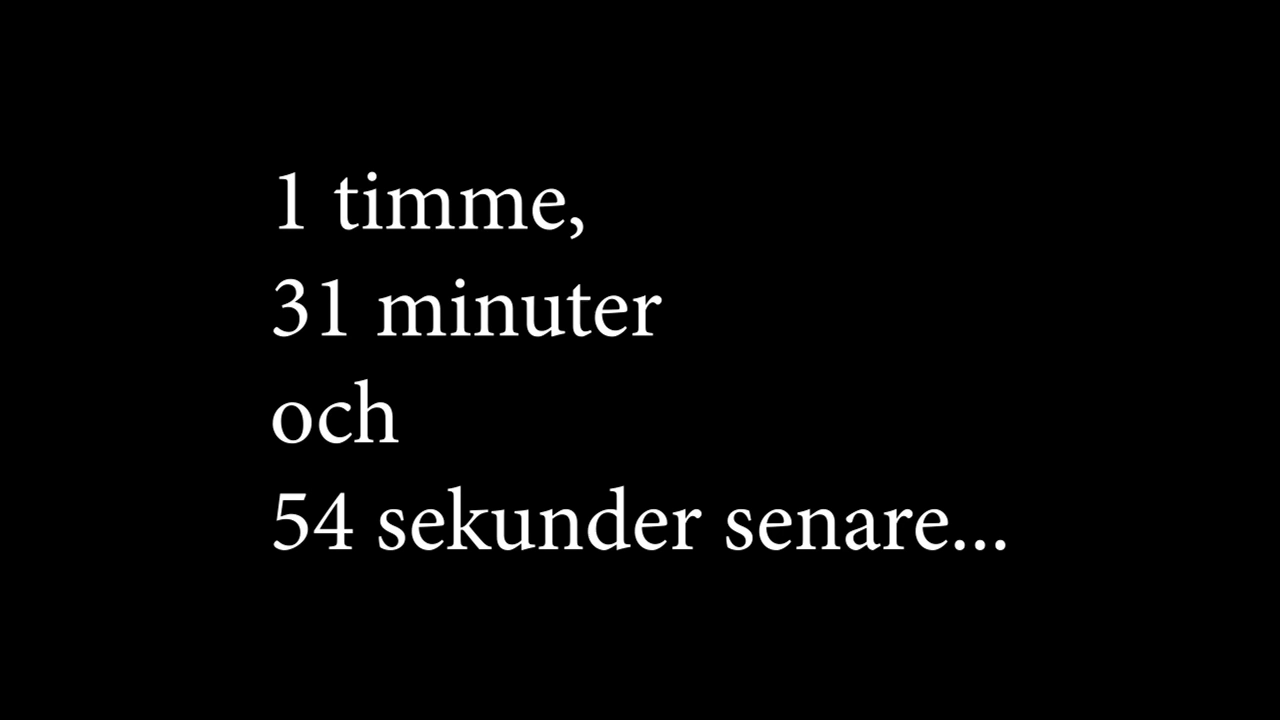 1 timme,
31 minuter
och
54 sekunder senare...